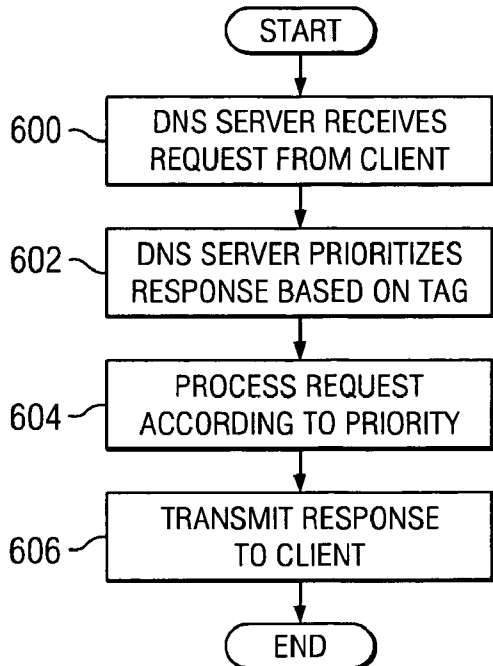 START
600
DNS SERVER RECEIVES
REQUEST FROM CLIENT
602
DNS SERVER PRIORITIZES
RESPONSE BASED ON TAG
604
PROCESS REQUEST
ACCORDING TO PRIORITY
606
TRANSMIT RESPONSE
TO CLIENT
END